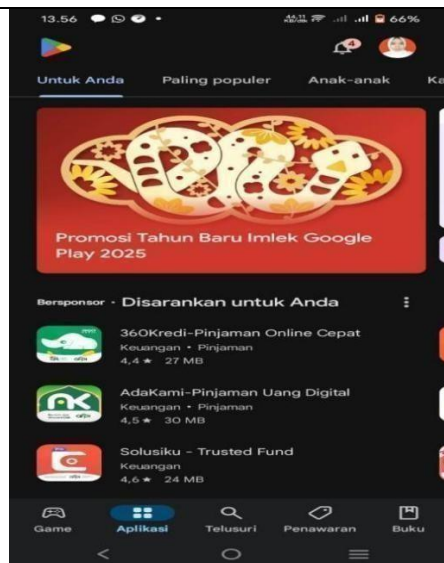 13.56
66%
4
Untuk Anda Paling populer Anak-anak Ka
Promosi Tahun Baru Imlek Google
Play 2025
Bersponsor • Disarankan untuk Anda
360Kredi-Pinjaman Online Cepat
Keuangan • Pinjaman
4,4 ★ 27 MB
AdaKami-Pinjaman Uang Digital
Keuangan • Pinjaman
4,5 ★ 30 MB
Solusiku - Trusted Fund
Keuangan
4,6 ★ 24 MB
Game Aplikasi Telusuri Penawaran Buku